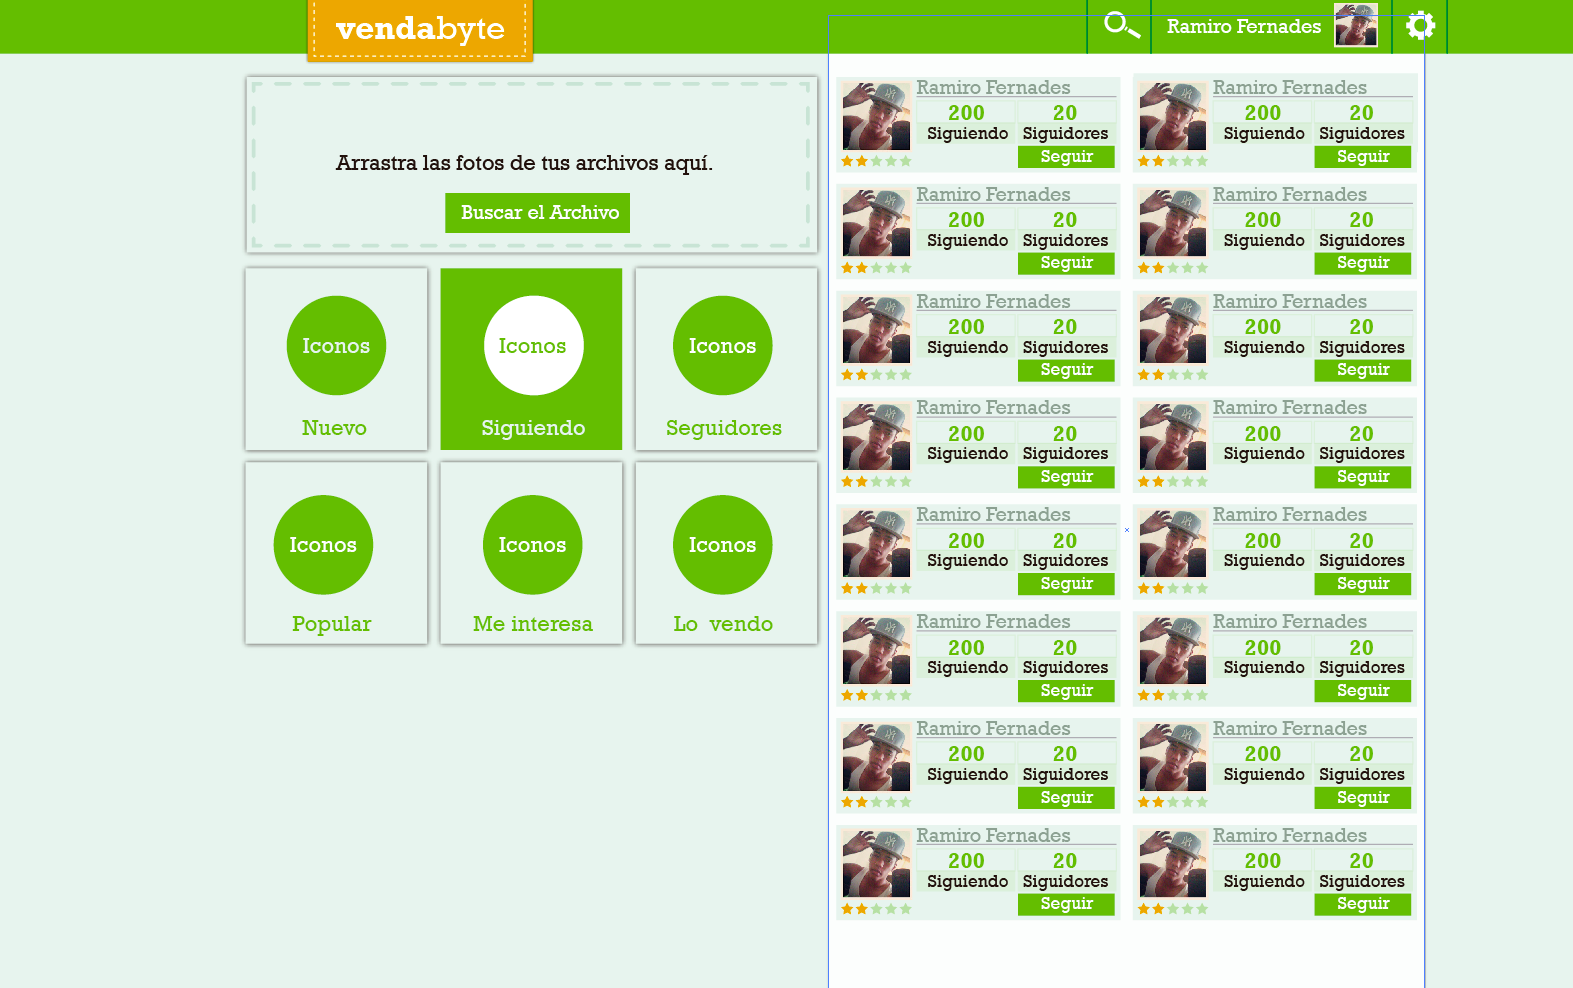 vendabyte
Ramiro Fernades
Arrastra las fotos de tus archivos aquí.
Buscar el Archivo
Iconos
Nuevo
Iconos
Siguiendo
Iconos
Seguidores
Iconos
Popular
Iconos
Me interesa
Iconos
Lo vendo
Ramiro Fernades
200 20
Siguiendo Siguidores
Seguir
Ramiro Fernades
200 20
Siguiendo Siguidores
Seguir
Ramiro Fernades
200 20
Siguiendo Siguidores
Seguir
Ramiro Fernades
200 20
Siguiendo Siguidores
Seguir
Ramiro Fernades
200 20
Siguiendo Siguidores
Seguir
Ramiro Fernades
200 20
Siguiendo Siguidores
Seguir
Ramiro Fernades
200 20
Siguiendo Siguidores
Seguir
Ramiro Fernades
200 20
Siguiendo Siguidores
Seguir
Ramiro Fernades
200 20
Siguiendo Siguidores
Seguir
Ramiro Fernades
200 20
Siguiendo Siguidores
Seguir
Ramiro Fernades
200 20
Siguiendo Siguidores
Seguir
Ramiro Fernades
200 20
Siguiendo Siguidores
Seguir
Ramiro Fernades
200 20
Siguiendo Siguidores
Seguir
Ramiro Fernades
200 20
Siguiendo Siguidores
Seguir
Ramiro Fernades
200 20
Siguiendo Siguidores
Seguir
Ramiro Fernades
200 20
Siguiendo Siguidores
Seguir